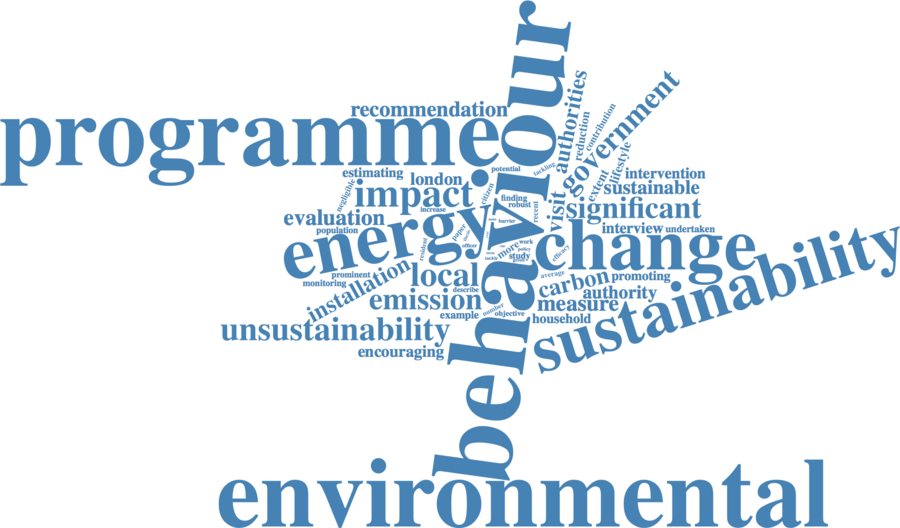 behaviour
recommendation
programme
authorities
government
reduction
contribution
tackling
potential
estimating
london
citizen
negligible
impact
lifestyle
extent
intervention
sustainable
finding
robust
recent
visit
significant
increase
evaluation
population
barrier
interview
undertaken
energy
paper
officer
resident
change
more
work
policy
study
efficacy
prominent
monitoring
installation
local
describe
average
carbon
promoting
authority
emission
example
number
objective
measure
household
unsustainability
encouraging
sustainability
environmental